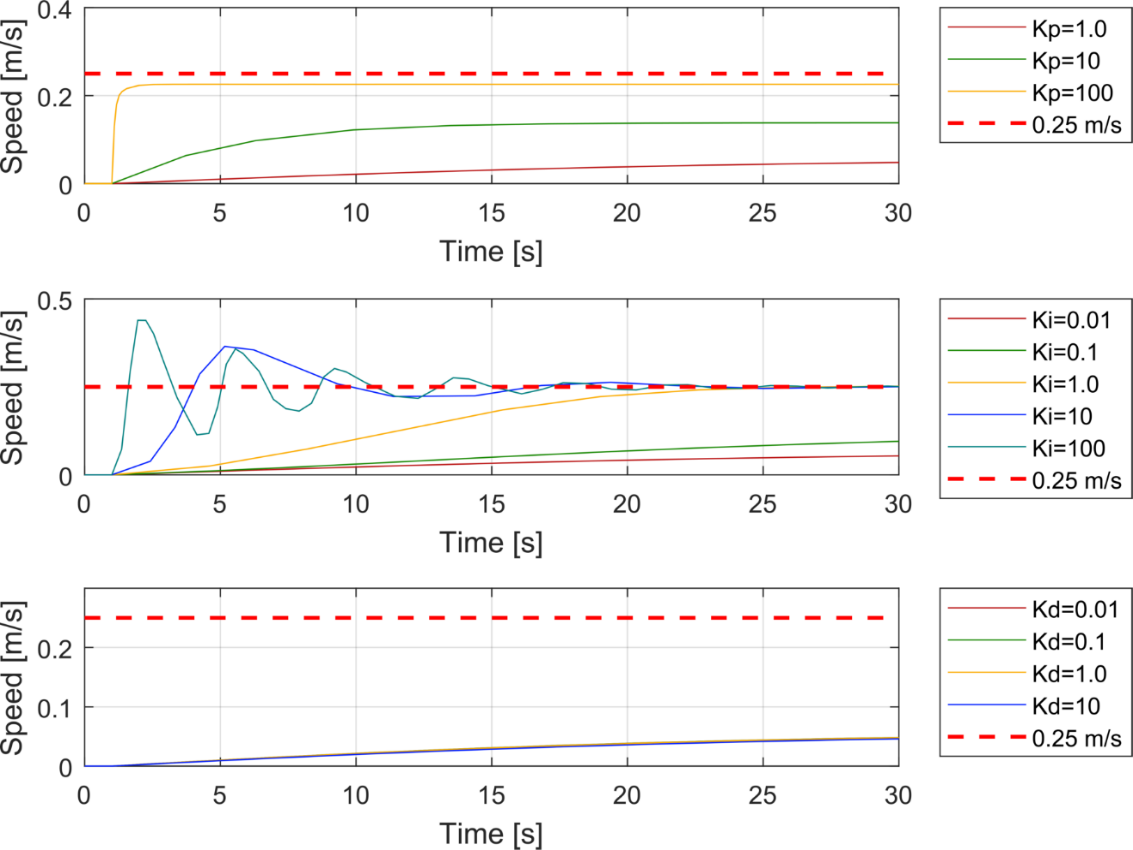 Speed [m/s]
0.4
0.2
0
0 5 10 15 20 25 30
Time [s]
Kp=1.0
Kp=10
Kp=100
0.25 m/s
Speed [m/s]
0.5
0
0 5 10 15 20 25 30
Time [s]
Ki=0.01
Ki=0.1
Ki=1.0
Ki=10
Ki=100
0.25 m/s
Speed [m/s]
0.2
0.1
0
0 5 10 15 20 25 30
Time [s]
Kd=0.01
Kd=0.1
Kd=1.0
Kd=10
0.25 m/s